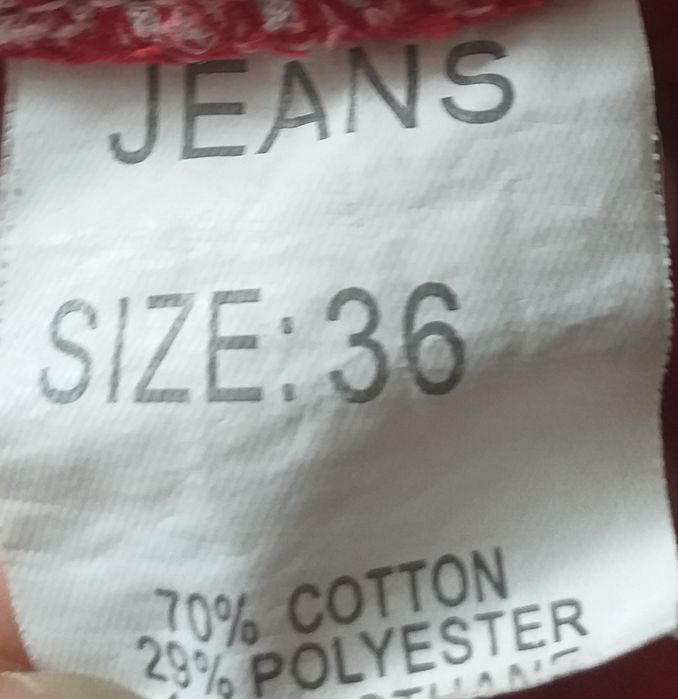 JEANS
SIZE: 36
70% COTTON
29% POLYESTER